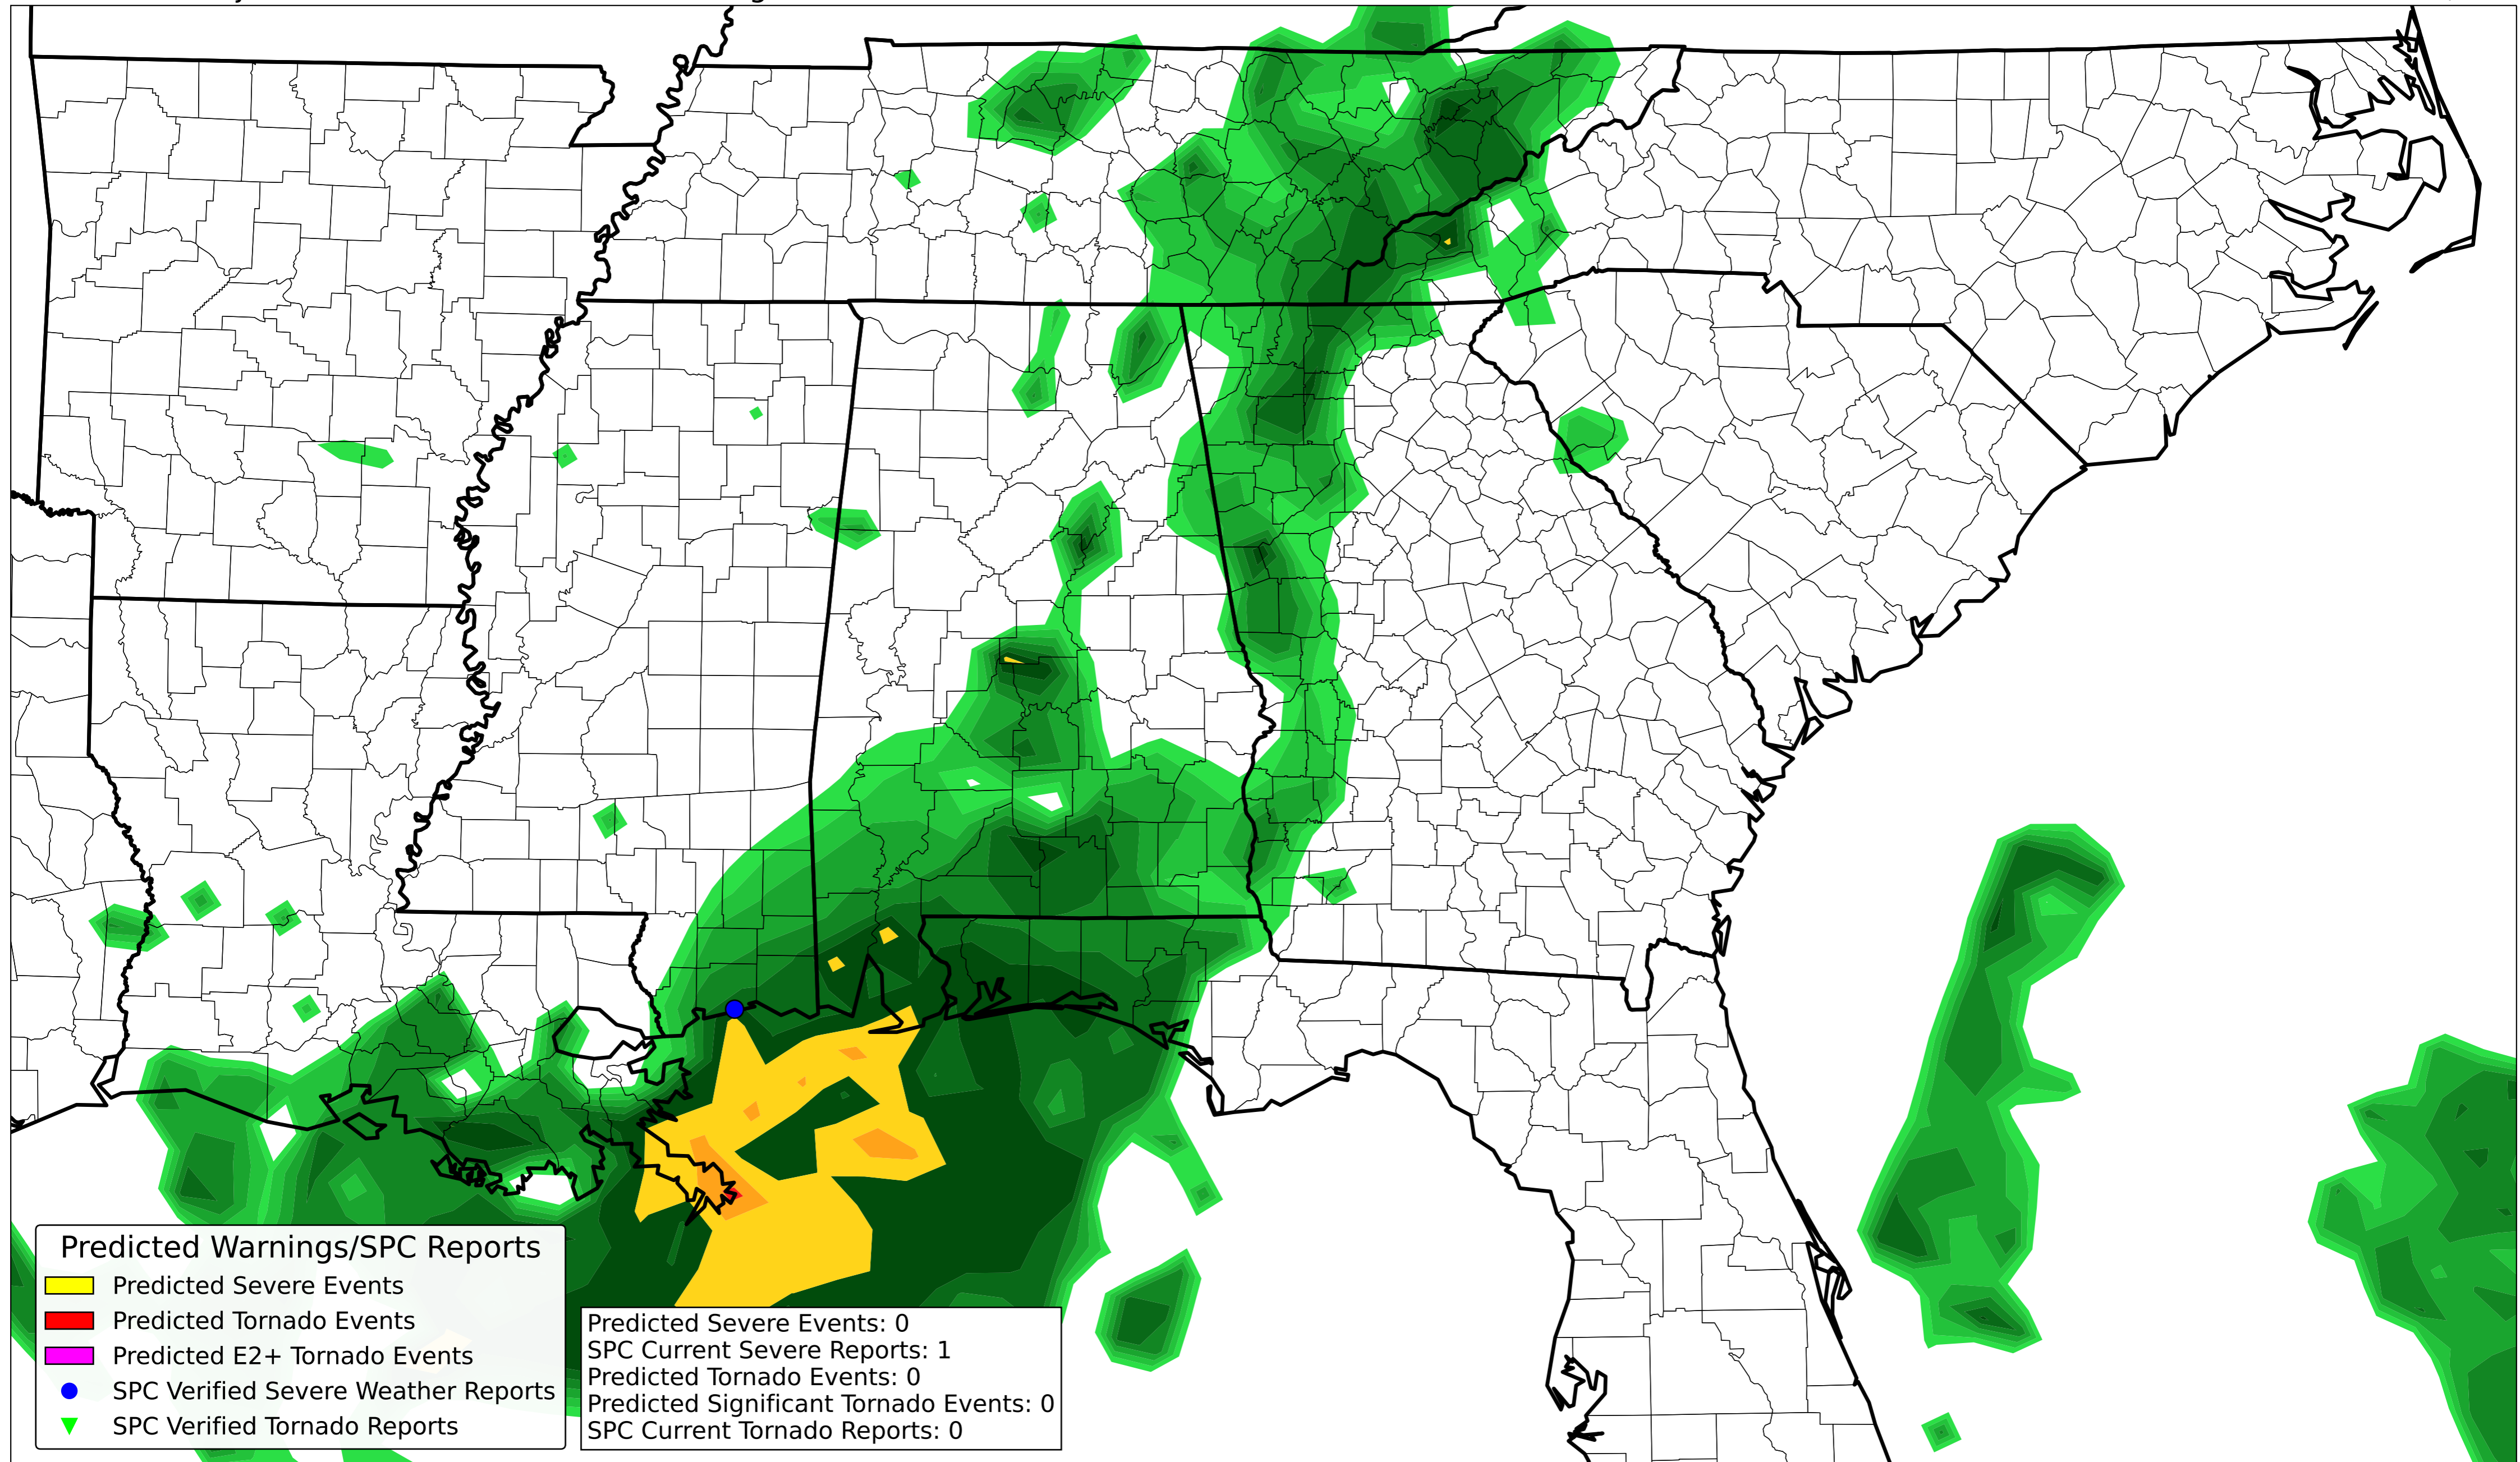 Predicted Warnings/SPC Reports
Predicted Severe Events
Predicted Tornado Events
Predicted E2+ Tornado Events
SPC Verified Severe Weather Reports
SPC Verified Tornado Reports
Predicted Severe Events: 0
SPC Current Severe Reports: 1
Predicted Tornado Events: 0
Predicted Significant Tornado Events: 0
SPC Current Tornado Reports: 0